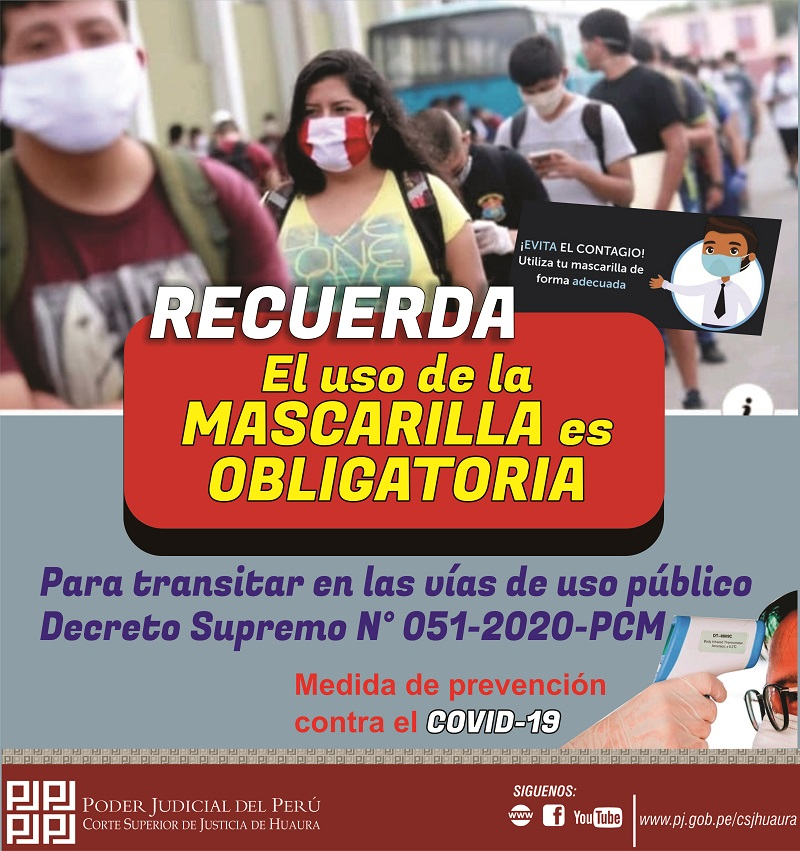 ¡EVITA EL CONTAGIO!
Utiliza tu mascarilla de
forma adecuada
RECUERDA
El uso de la
MASCARILLA es
OBLIGATORIA
Para transitar en las vías de uso público
Decreto Supremo N° 051-2020-PCM
Medida de prevención
contra el COVID-19
PODER JUDICIAL DEL PERÚ
CORTE SUPERIOR DE JUSTICIA DE HUAURA
SIGUENOS:
www f YouTube
www.pj.gob.pe/csjhuaura